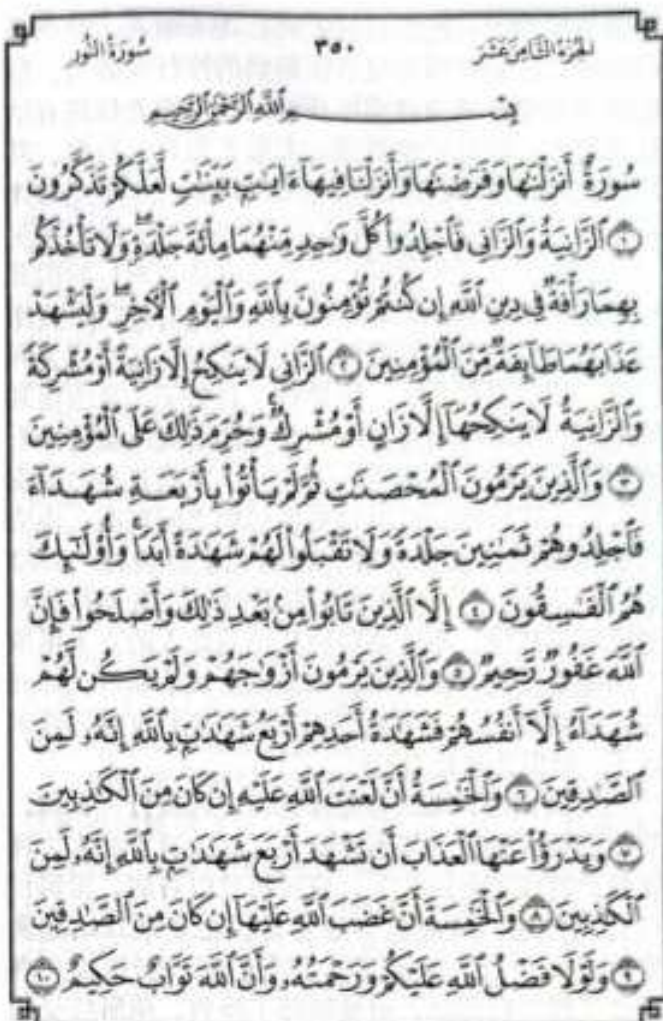 الجزء الثامن عشر ٣٥٠ سورة النور
بِسْمِ اللَّهِ الرَّحْمَٰنِ الرَّحِيمِ
سُورَةٌ أَنزَلْنَٰهَا وَفَرَضْنَٰهَا وَأَنزَلْنَا فِيهَآ ءَايَٰتٍۭ بَيِّنَٰتٍ لَّعَلَّكُمْ تَذَكَّرُونَ
١ ٱلزَّانِيَةُ وَٱلزَّانِى فَٱجْلِدُوا۟ كُلَّ وَٰحِدٍ مِّنْهُمَا مِا۟ئَةَ جَلْدَةٍ ۖ وَلَا تَأْخُذْكُم
بِهِمَا رَأْفَةٌ فِى دِينِ ٱللَّهِ إِن كُنتُمْ تُؤْمِنُونَ بِٱللَّهِ وَٱلْيَوْمِ ٱلْءَاخِرِ ۖ وَلْيَشْهَدْ
عَذَابَهُمَا طَآئِفَةٌ مِّنَ ٱلْمُؤْمِنِينَ ٢ ٱلزَّانِى لَا يَنكِحُ إِلَّا زَانِيَةً أَوْ مُشْرِكَةً
وَٱلزَّانِيَةُ لَا يَنكِحُهَآ إِلَّا زَانٍ أَوْ مُشْرِكٌ ۚ وَحُرِّمَ ذَٰلِكَ عَلَى ٱلْمُؤْمِنِينَ
٣ وَٱلَّذِينَ يَرْمُونَ ٱلْمُحْصَنَٰتِ ثُمَّ لَمْ يَأْتُوا۟ بِأَرْبَعَةِ شُهَدَآءَ
فَٱجْلِدُوهُمْ ثَمَٰنِينَ جَلْدَةً وَلَا تَقْبَلُوا۟ لَهُمْ شَهَٰدَةً أَبَدًا ۚ وَأُو۟لَٰٓئِكَ
هُمُ ٱلْفَٰسِقُونَ ٤ إِلَّا ٱلَّذِينَ تَابُوا۟ مِنۢ بَعْدِ ذَٰلِكَ وَأَصْلَحُوا۟ فَإِنَّ
ٱللَّهَ غَفُورٌ رَّحِيمٌ ٥ وَٱلَّذِينَ يَرْمُونَ أَزْوَٰجَهُمْ وَلَمْ يَكُن لَّهُمْ
شُهَدَآءُ إِلَّآ أَنفُسُهُمْ فَشَهَٰدَةُ أَحَدِهِمْ أَرْبَعُ شَهَٰدَٰتٍۭ بِٱللَّهِ إِنَّهُۥ لَمِنَ
ٱلصَّٰدِقِينَ ٦ وَٱلْخَٰمِسَةُ أَنَّ لَعْنَتَ ٱللَّهِ عَلَيْهِ إِن كَانَ مِنَ ٱلْكَٰذِبِينَ
٧ وَيَدْرَؤُا۟ عَنْهَا ٱلْعَذَابَ أَن تَشْهَدَ أَرْبَعَ شَهَٰدَٰتٍۭ بِٱللَّهِ إِنَّهُۥ لَمِنَ
ٱلْكَٰذِبِينَ ٨ وَٱلْخَٰمِسَةَ أَنَّ غَضَبَ ٱللَّهِ عَلَيْهَآ إِن كَانَ مِنَ ٱلصَّٰدِقِينَ
٩ وَلَوْلَا فَضْلُ ٱللَّهِ عَلَيْكُمْ وَرَحْمَتُهُۥ وَأَنَّ ٱللَّهَ تَوَّابٌ حَكِيمٌ ١٠